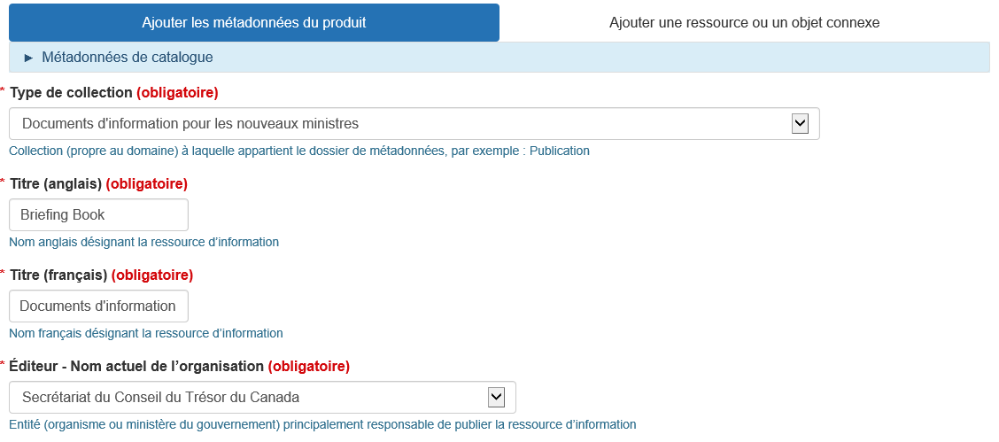 Ajouter les métadonnées du produit
Ajouter une ressource ou un objet connexe
► Métadonnées de catalogue
* Type de collection (obligatoire)
Documents d'information pour les nouveaux ministres
Collection (propre au domaine) à laquelle appartient le dossier de métadonnées, par exemple : Publication
* Titre (anglais) (obligatoire)
Briefing Book
Nom anglais désignant la ressource d’information
* Titre (français) (obligatoire)
Documents d'information
Nom français désignant la ressource d’information
* Éditeur - Nom actuel de l’organisation (obligatoire)
Secrétariat du Conseil du Trésor du Canada
Entité (organisme ou ministère du gouvernement) principalement responsable de publier la ressource d’information